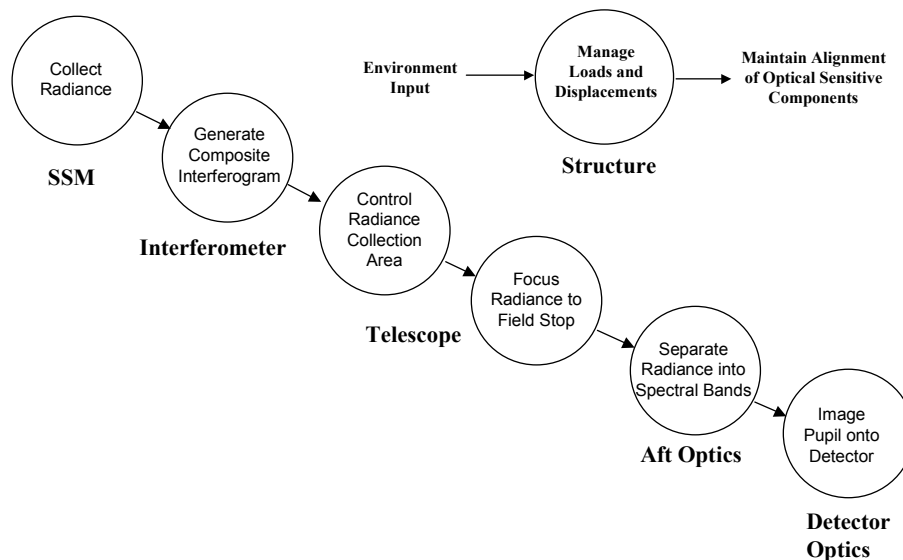 Collect
Radiance
SSM
Generate
Composite
Interferogram
Interferometer
Control
Radiance
Collection
Area
Telescope
Focus
Radiance to
Field Stop
Separate
Radiance into
Spectral Bands
Aft Optics
Image
Pupil onto
Detector
Detector
Optics
Environment
Input
Manage
Loads and
Displacements
Structure
Maintain Alignment
of Optical Sensitive
Components